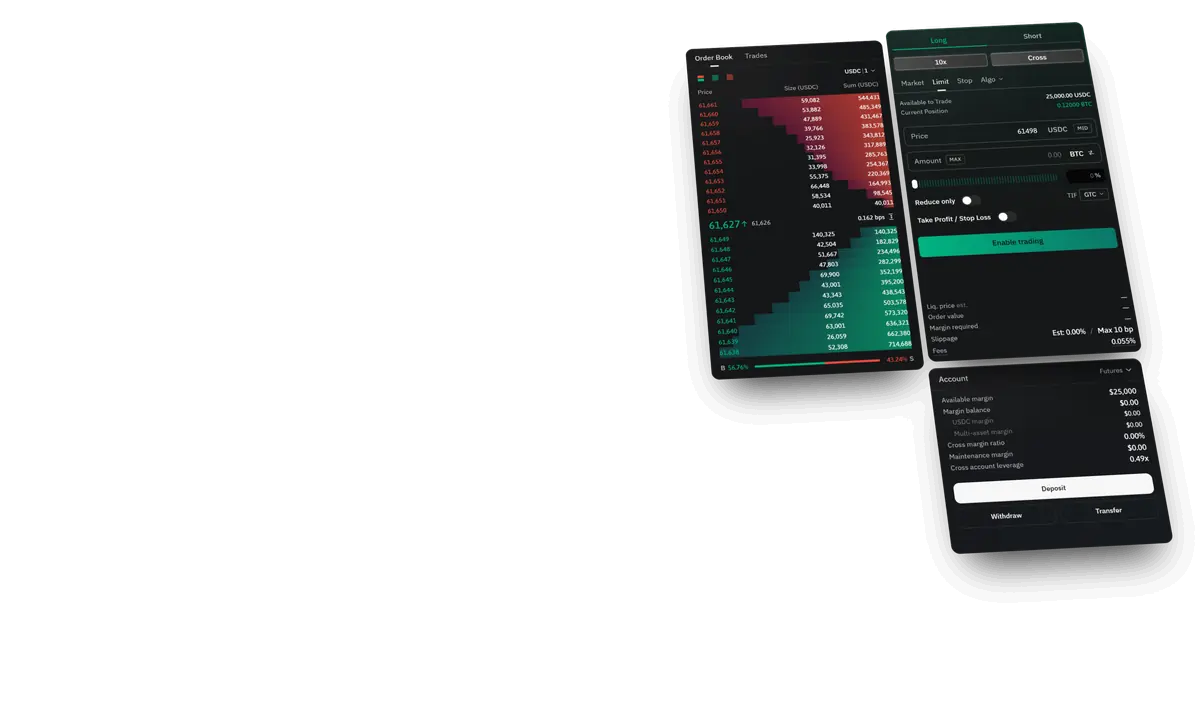 Order Book Trades
USDC | 1
Price Size (USDC) Sum (USDC)
61,661 59,082 544,431
61,660 53,882 485,349
61,659 47,889 431,467
61,658 39,766 383,578
61,657 25,923 343,812
61,656 32,126 317,889
61,655 31,395 285,763
61,654 33,998 254,367
61,653 55,375 220,369
61,652 66,448 164,993
61,651 58,534 98,545
61,650 40,011 40,011
61,627↑ 61,626 0.162 bps
61,649 140,325 140,325
61,648 42,504 182,829
61,647 51,667 234,496
61,646 47,803 282,299
61,645 69,900 352,199
61,644 43,001 395,200
61,643 43,343 438,543
61,642 65,035 503,578
61,641 69,742 573,320
61,640 63,001 636,321
61,639 26,059 662,380
61,638 52,308 714,688
B 56.76% 43.24% S
Long Short
10x Cross
Market Limit Stop Algo
Available to Trade 25,000.00 USDC
Current Position 0.12000 BTC
Price 61498 USDC MID
Amount MAX 0.00 BTC
0 %
Reduce only TIF GTC
Take Profit / Stop Loss
Enable trading
Liq. price est. —
Order value —
Margin required —
Slippage Est: 0.00% / Max 10 bp
Fees 0.055%
Account Futures
Available margin $25,000
Margin balance $0.00
USDC margin $0.00
Multi-asset margin $0.00
Cross margin ratio 0.00%
Maintenance margin $0.00
Cross account leverage 0.49x
Deposit
Withdraw Transfer